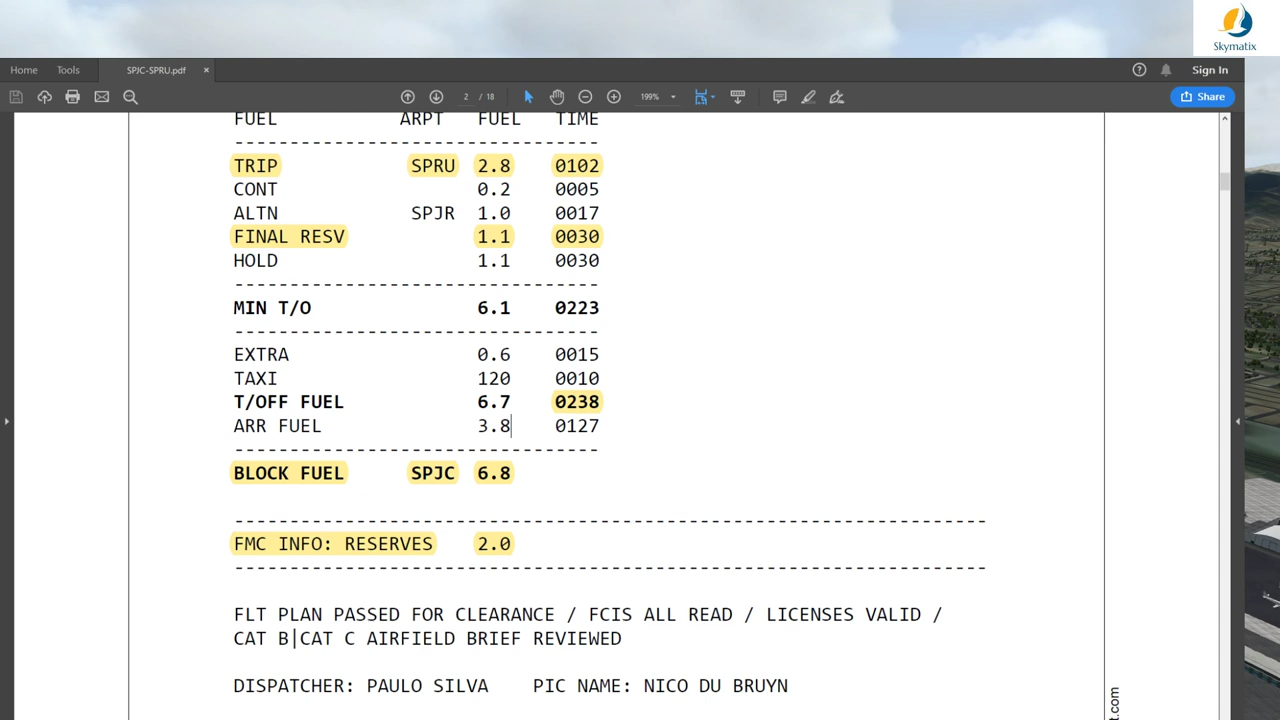 Skymatix
Home Tools SPJC-SPRU.pdf × Sign In
2 / 18 199% Share
FUEL ARPT FUEL TIME
---------------------------------
TRIP SPRU 2.8 0102
CONT 0.2 0005
ALTN SPJR 1.0 0017
FINAL RESV 1.1 0030
HOLD 1.1 0030
---------------------------------
MIN T/O 6.1 0223
---------------------------------
EXTRA 0.6 0015
TAXI 120 0010
T/OFF FUEL 6.7 0238
ARR FUEL 3.8 0127
---------------------------------
BLOCK FUEL SPJC 6.8
--------------------------------------------------------------------
FMC INFO: RESERVES 2.0
--------------------------------------------------------------------
FLT PLAN PASSED FOR CLEARANCE / FCIS ALL READ / LICENSES VALID /
CAT B|CAT C AIRFIELD BRIEF REVIEWED
DISPATCHER: PAULO SILVA PIC NAME: NICO DU BRUYN